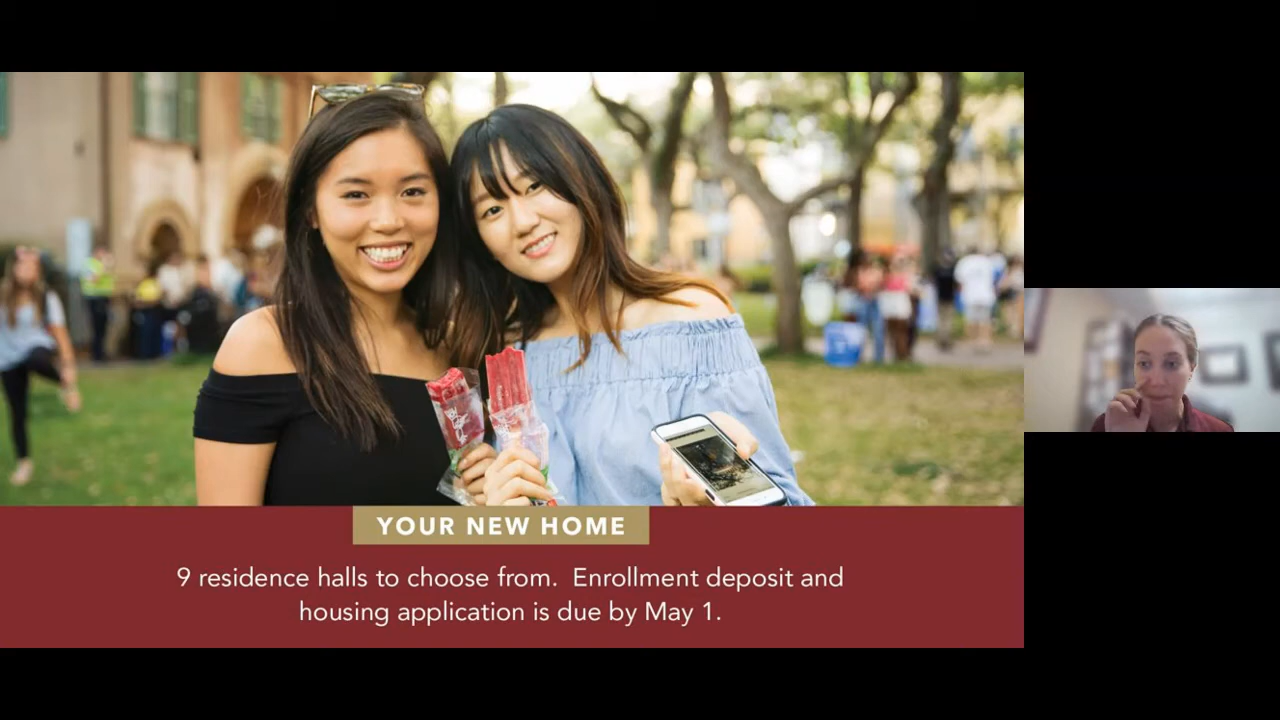 YOUR NEW HOME
9 residence halls to choose from.  Enrollment deposit and
housing application is due by May 1.